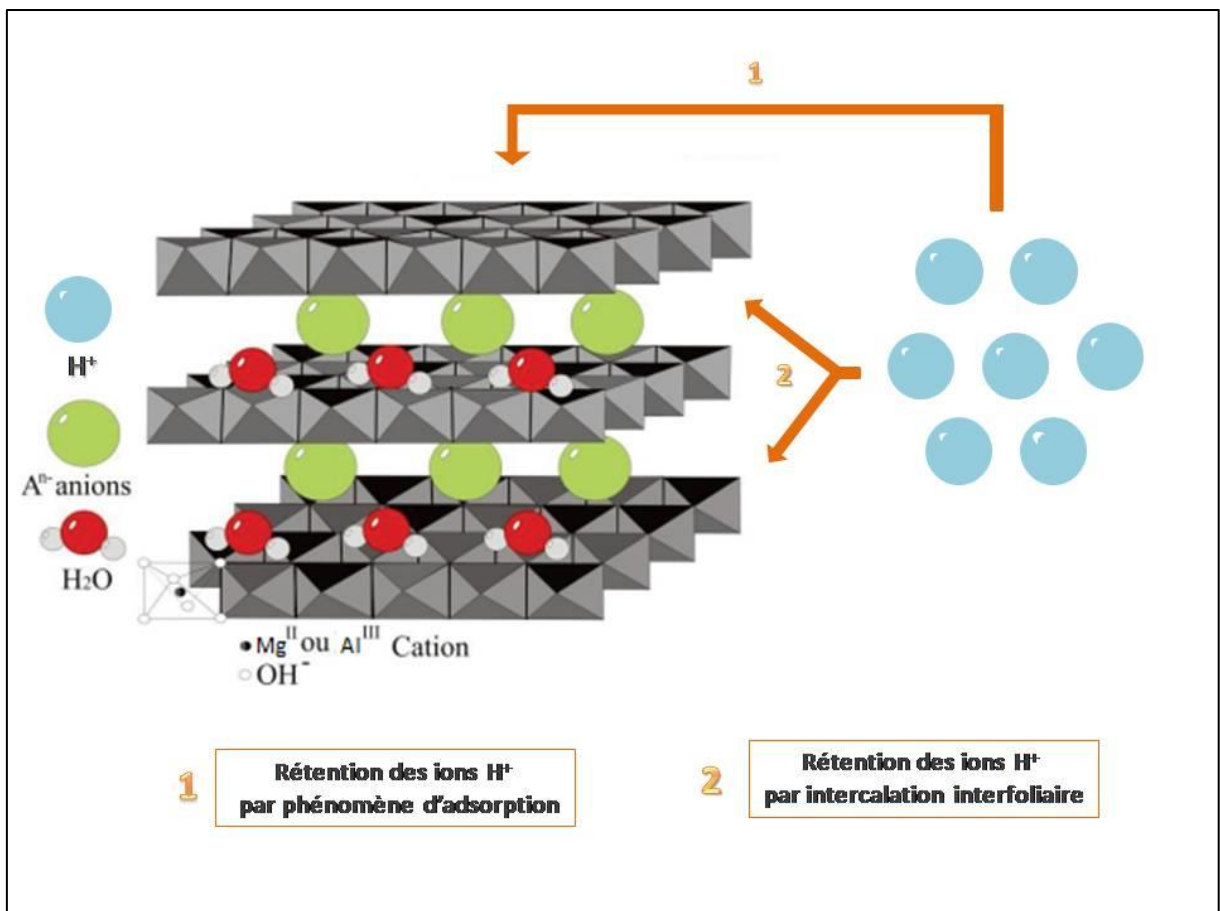 1
2
H⁺
Aⁿ⁻ anions
H₂O
• Mg^II ou Al^III Cation
○ OH⁻
1
Rétention des ions H⁺
par phénomène d'adsorption
2
Rétention des ions H⁺
par intercalation interfoliaire